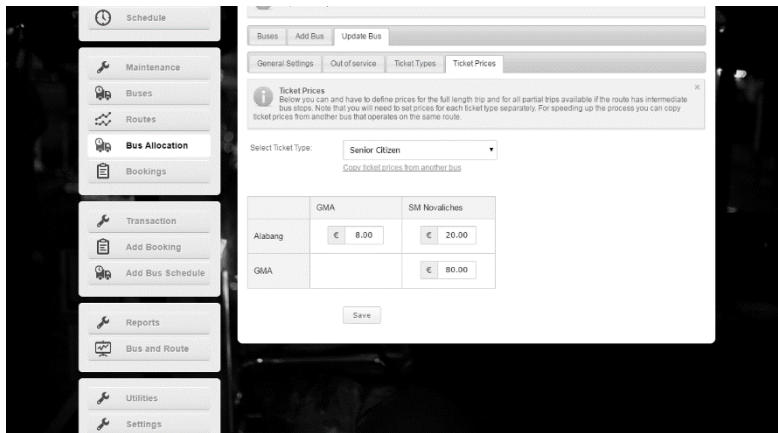 Schedule
Maintenance
Buses
Routes
Bus Allocation
Bookings
Transaction
Add Booking
Add Bus Schedule
Reports
Bus and Route
Utilities
Settings
Buses Add Bus Update Bus
General Settings Out of service Ticket Types Ticket Prices
Ticket Prices
Below you can and have to define prices for the full length trip and for all partial trips available if the route has intermediate
bus stops. Note that you will need to set prices for each ticket type separately. For speeding up the process you can copy
ticket prices from another bus that operates on the same route.
Select Ticket Type: Senior Citizen
Copy ticket prices from another bus
GMA SM Novaliches
Alabang € 8.00 € 20.00
GMA € 80.00
Save